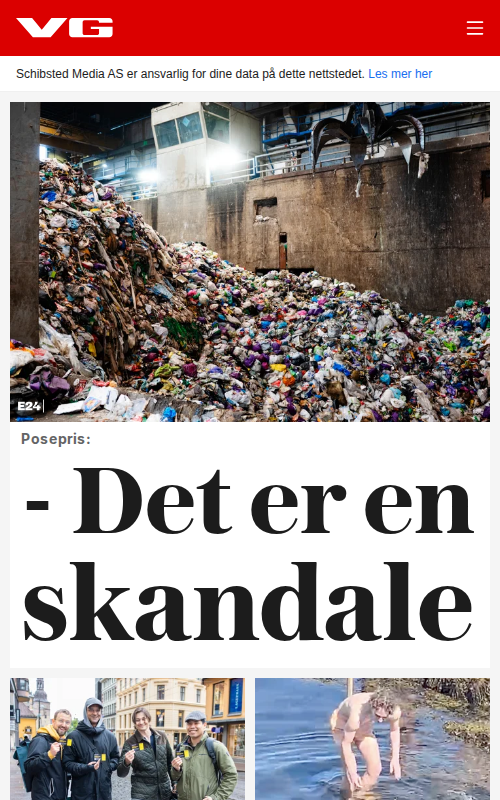 VG
Schibsted Media AS er ansvarlig for dine data på dette nettstedet. Les mer her
E24
Posepris:
- Det er en
skandale